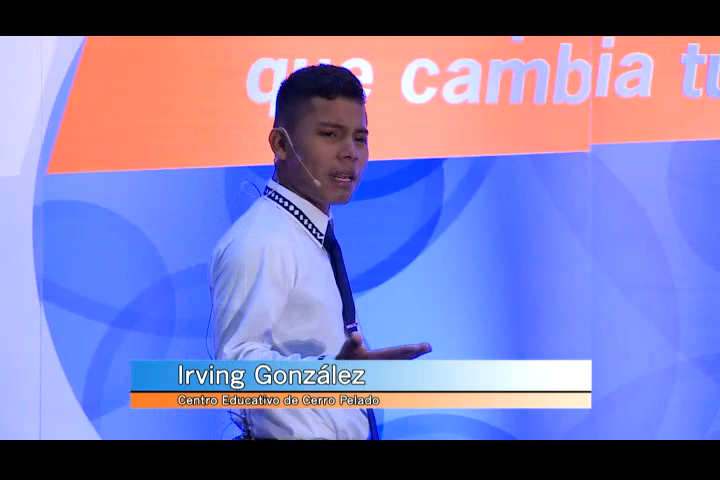 que cambia tu
Irving González
Centro Educativo de Cerro Pelado